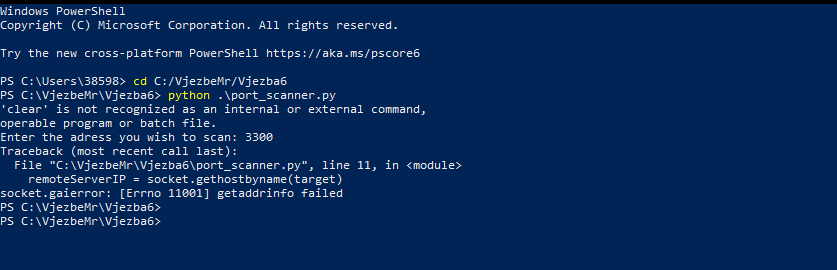 Windows PowerShell
Copyright (C) Microsoft Corporation. All rights reserved.
Try the new cross-platform PowerShell https://aka.ms/pscore6
PS C:\Users\38598> cd C:/VjezbeMr/Vjezba6
PS C:\VjezbeMr\Vjezba6> python .\port_scanner.py
'clear' is not recognized as an internal or external command,
operable program or batch file.
Enter the adress you wish to scan: 3300
Traceback (most recent call last):
  File "C:\VjezbeMr\Vjezba6\port_scanner.py", line 11, in <module>
    remoteServerIP = socket.gethostbyname(target)
socket.gaierror: [Errno 11001] getaddrinfo failed
PS C:\VjezbeMr\Vjezba6>
PS C:\VjezbeMr\Vjezba6>